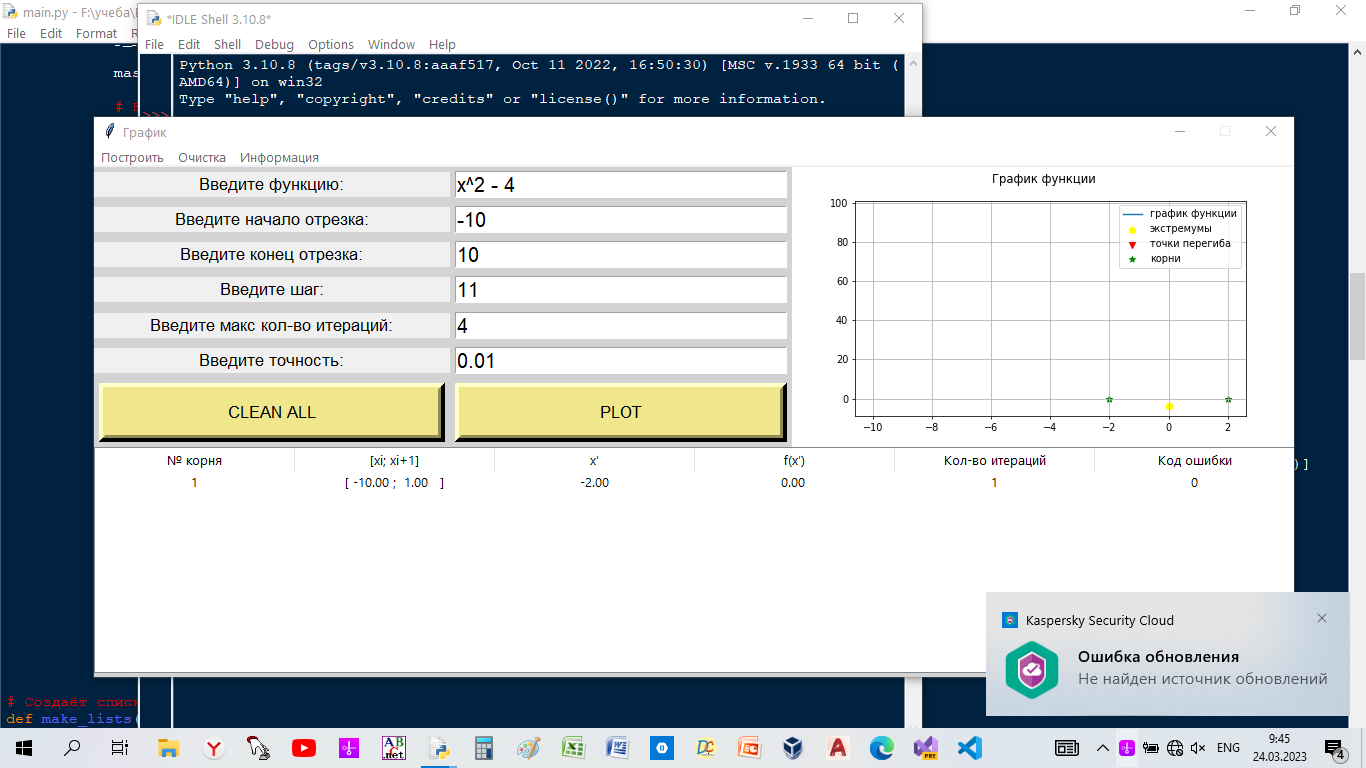 main.py - F:\учеба\
*IDLE Shell 3.10.8*
File Edit Format
File Edit Shell Debug Options Window Help
Python 3.10.8 (tags/v3.10.8:aaaf517, Oct 11 2022, 16:50:30) [MSC v.1933 64 bit (
AMD64)] on win32
Type "help", "copyright", "credits" or "license()" for more information.
>>>
График
Построить Очистка Информация
Введите функцию: x^2 - 4
Введите начало отрезка: -10
Введите конец отрезка: 10
Введите шаг: 11
Введите макс кол-во итераций: 4
Введите точность: 0.01
CLEAN ALL PLOT
График функции
график функции
экстремумы
точки перегиба
корни
100
80
60
40
20
0
−10 −8 −6 −4 −2 0 2
№ корня [xi; xi+1] x' f(x') Кол-во итераций Код ошибки
1 [ -10.00 ; 1.00 ] -2.00 0.00 1 0
)]
Kaspersky Security Cloud
Ошибка обновления
Не найден источник обновлений
# Создаёт списк
def make_lists(
ENG
9:45
24.03.2023
4